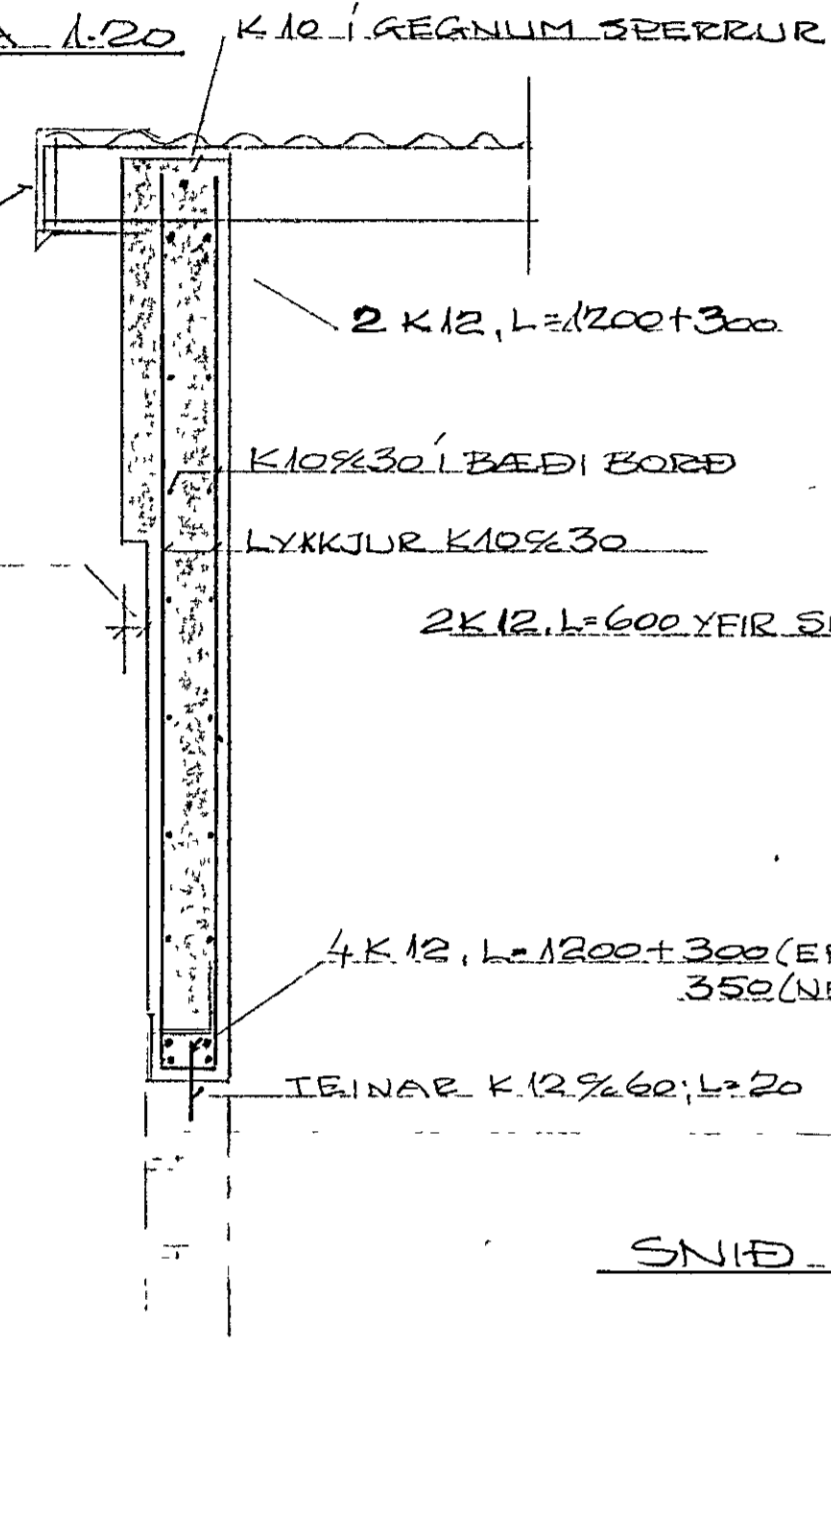 A 1:20
K10 Í GEGNUM SPERRUR
2 K12, L=1200+300
K10%30 Í BÆÐI BORÐ
LYKKJUR K10%30
2K12, L=600 YFIR
4 K 12, L=1200+300(
350(
TEINAR K12%60; L=20
SNIÐ